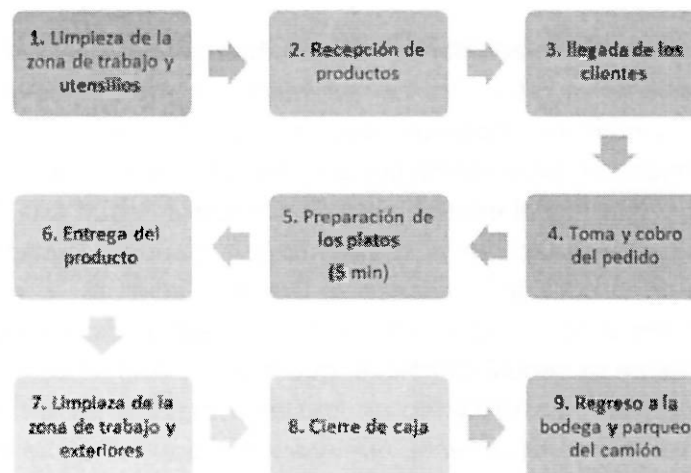 1. Limpieza de la
zona de trabajo y
utensilios
2. Recepción de
productos
3. llegada de los
clientes
4. Toma y cobro
del pedido
5. Preparación de
los platos
(5 min)
6. Entrega del
producto
7. Limpieza de la
zona de trabajo y
exteriores
8. Cierre de caja
9. Regreso a la
bodega y parqueo
del camión